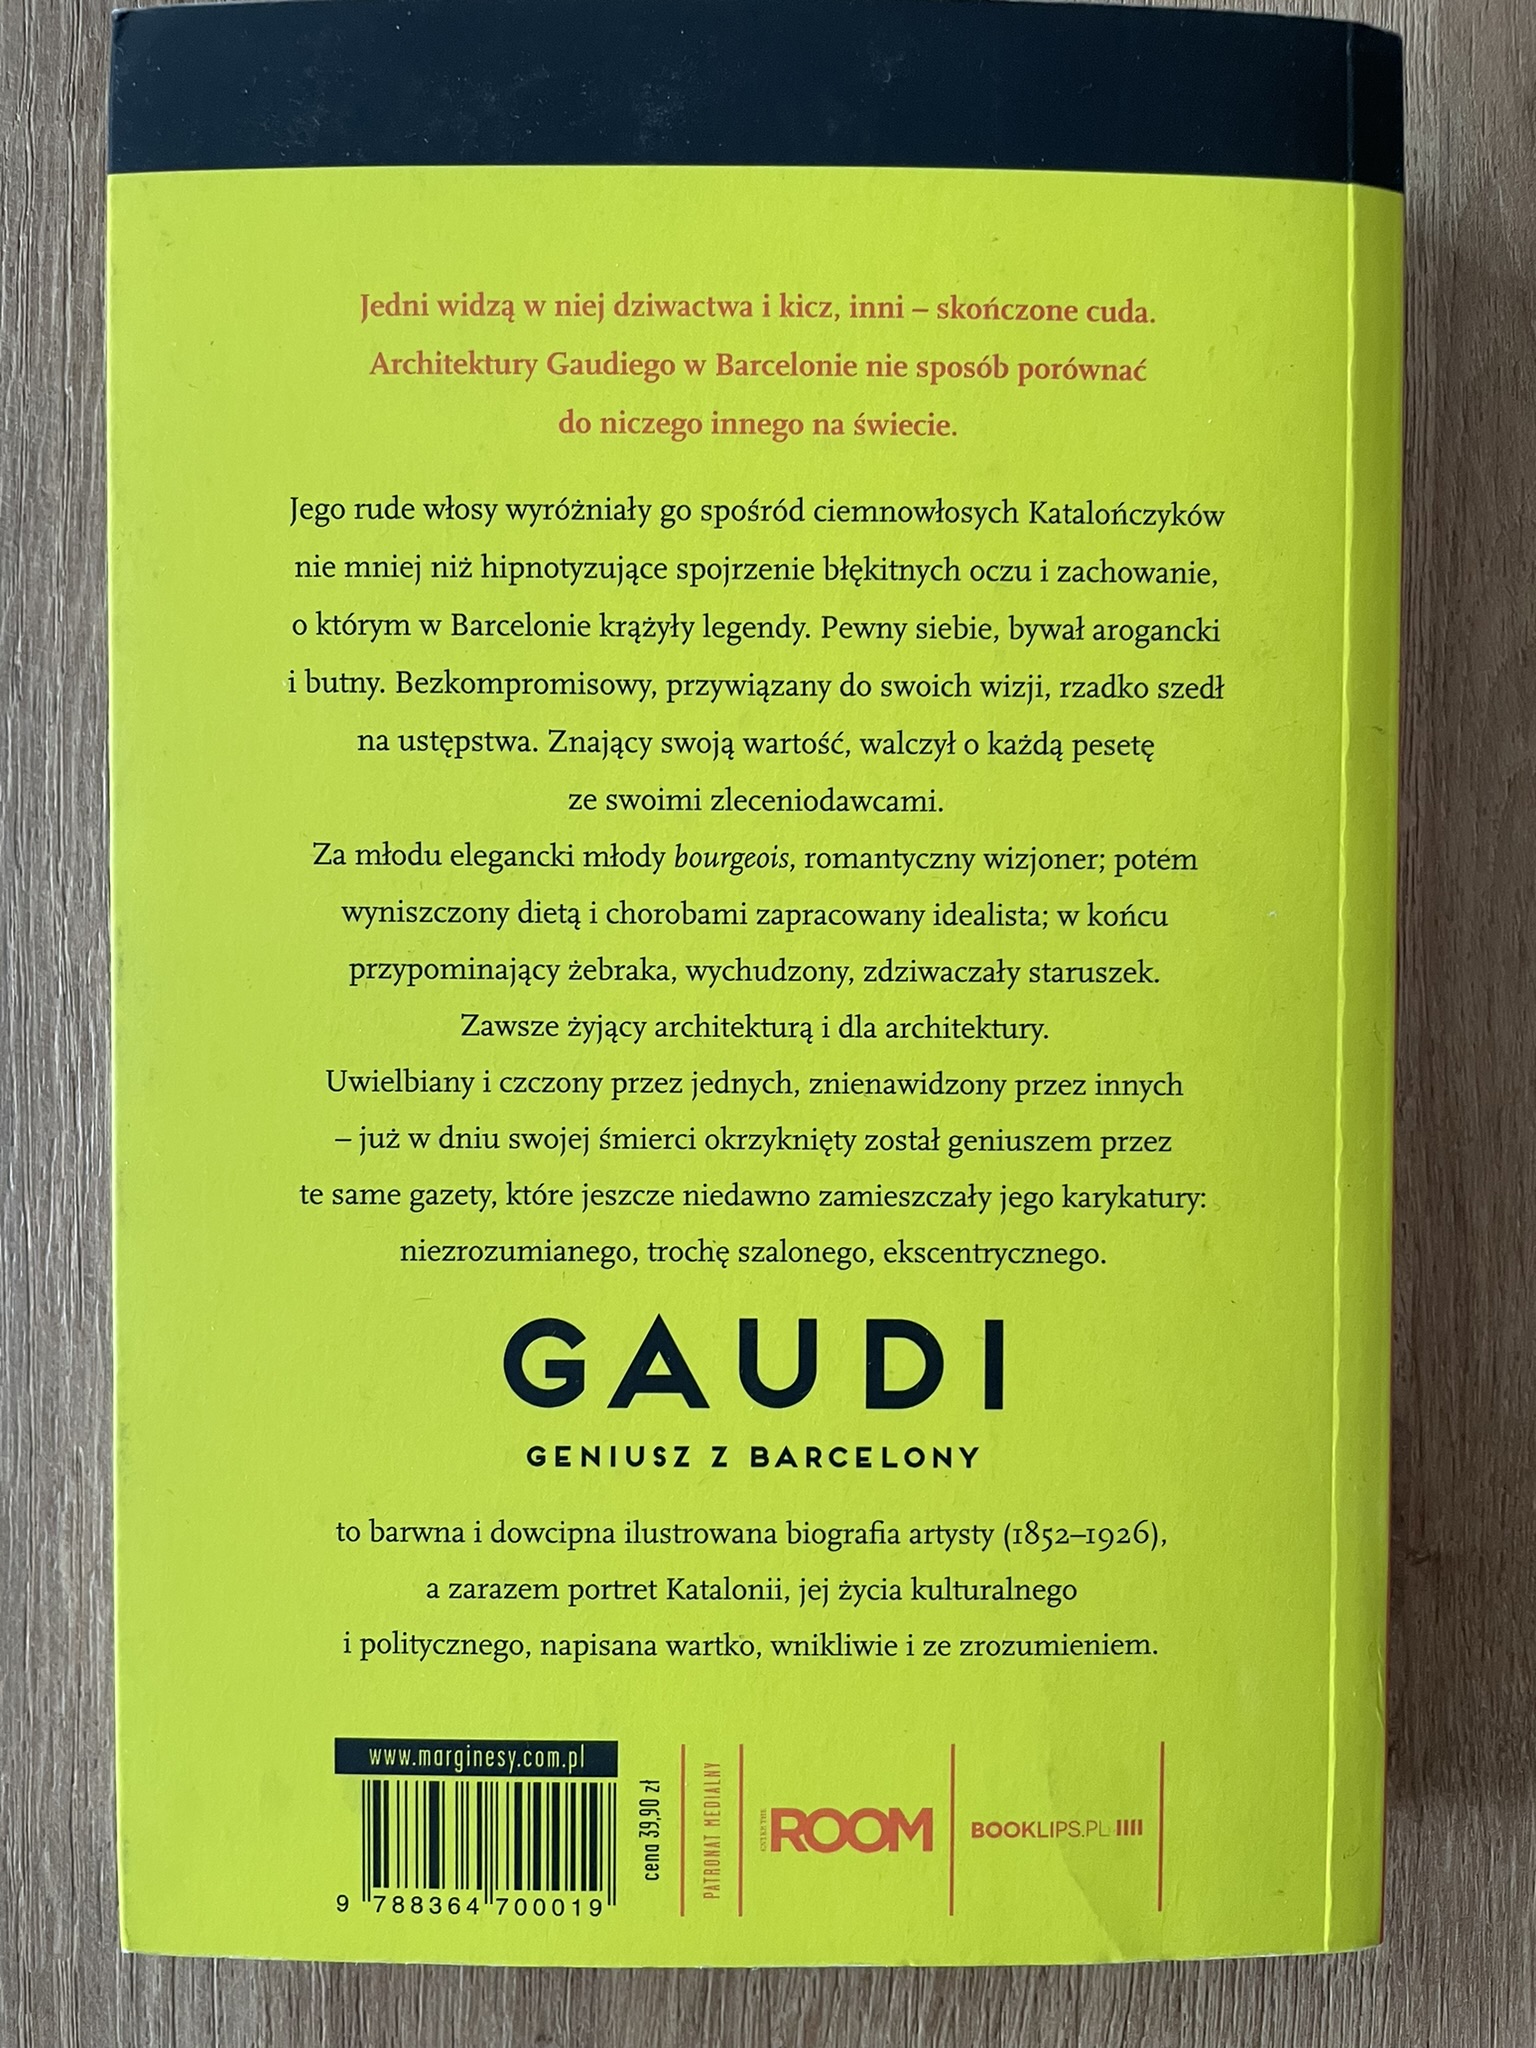 Jedni widzą w niej dziwactwa i kicz, inni – skończone cuda.
Architektury Gaudiego w Barcelonie nie sposób porównać
do niczego innego na świecie.
Jego rude włosy wyróżniały go spośród ciemnowłosych Katalończyków
nie mniej niż hipnotyzujące spojrzenie błękitnych oczu i zachowanie,
o którym w Barcelonie krążyły legendy. Pewny siebie, bywał arogancki
i butny. Bezkompromisowy, przywiązany do swoich wizji, rzadko szedł
na ustępstwa. Znający swoją wartość, walczył o każdą pesetę
ze swoimi zleceniodawcami.
Za młodu elegancki młody bourgeois, romantyczny wizjoner; potem
wyniszczony dietą i chorobami zapracowany idealista; w końcu
przypominający żebraka, wychudzony, zdziwaczały staruszek.
Zawsze żyjący architekturą i dla architektury.
Uwielbiany i czczony przez jednych, znienawidzony przez innych
– już w dniu swojej śmierci okrzyknięty został geniuszem przez
te same gazety, które jeszcze niedawno zamieszczały jego karykatury:
niezrozumianego, trochę szalonego, ekscentrycznego.
GAUDI
GENIUSZ Z BARCELONY
to barwna i dowcipna ilustrowana biografia artysty (1852–1926),
a zarazem portret Katalonii, jej życia kulturalnego
i politycznego, napisana wartko, wnikliwie i ze zrozumieniem.
www.marginesy.com.pl
9 788364 700019
cena 39,90 zł
PATRONAT MEDIALNY
ENTER THE
ROOM
BOOKLIPS.PL